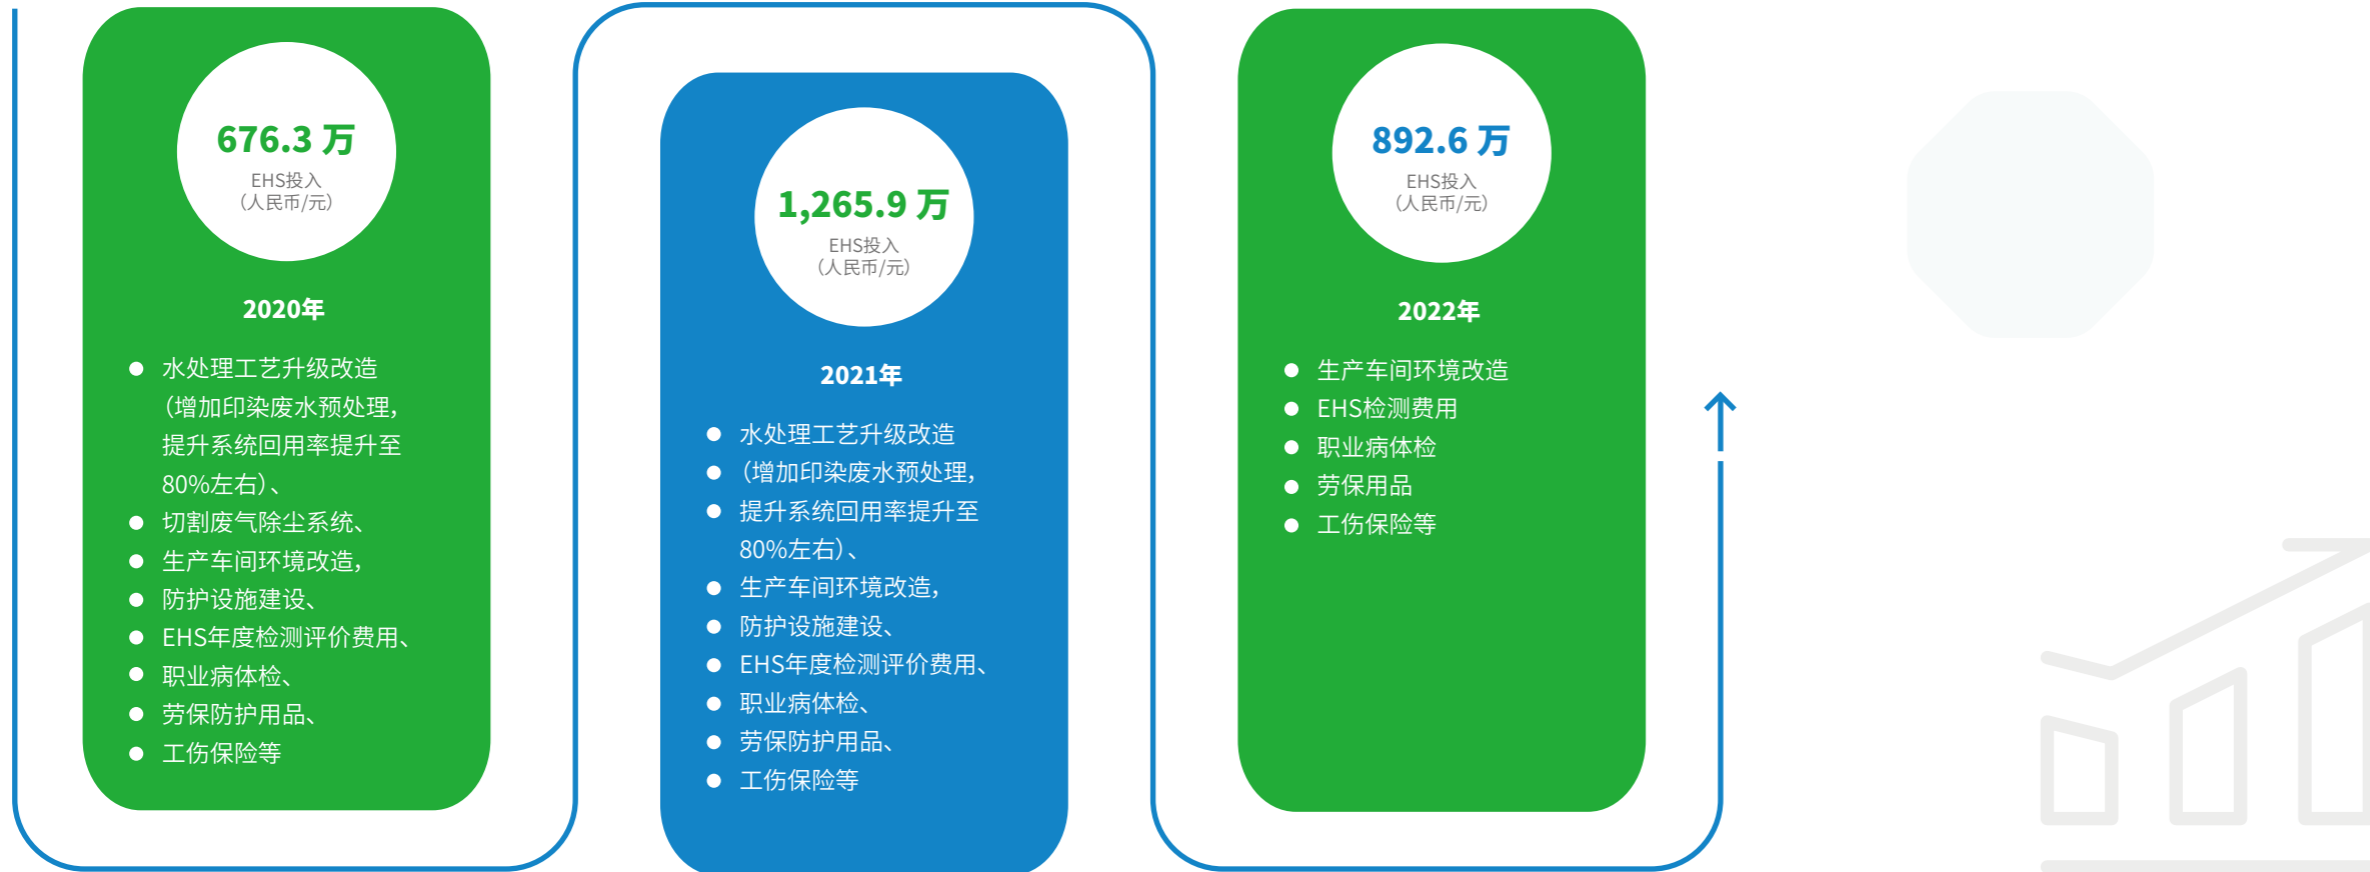 676.3 万
EHS投入
（人民币/元）
2020年
水处理工艺升级改造
（增加印染废水预处理，
提升系统回用率提升至
80%左右）、
切割废气除尘系统、
生产车间环境改造，
防护设施建设、
EHS年度检测评价费用、
职业病体检、
劳保防护用品、
工伤保险等
1,265.9 万
EHS投入
（人民币/元）
2021年
水处理工艺升级改造
（增加印染废水预处理，
提升系统回用率提升至
80%左右）、
生产车间环境改造，
防护设施建设、
EHS年度检测评价费用、
职业病体检、
劳保防护用品、
工伤保险等
892.6 万
EHS投入
（人民币/元）
2022年
生产车间环境改造
EHS检测费用
职业病体检
劳保用品
工伤保险等